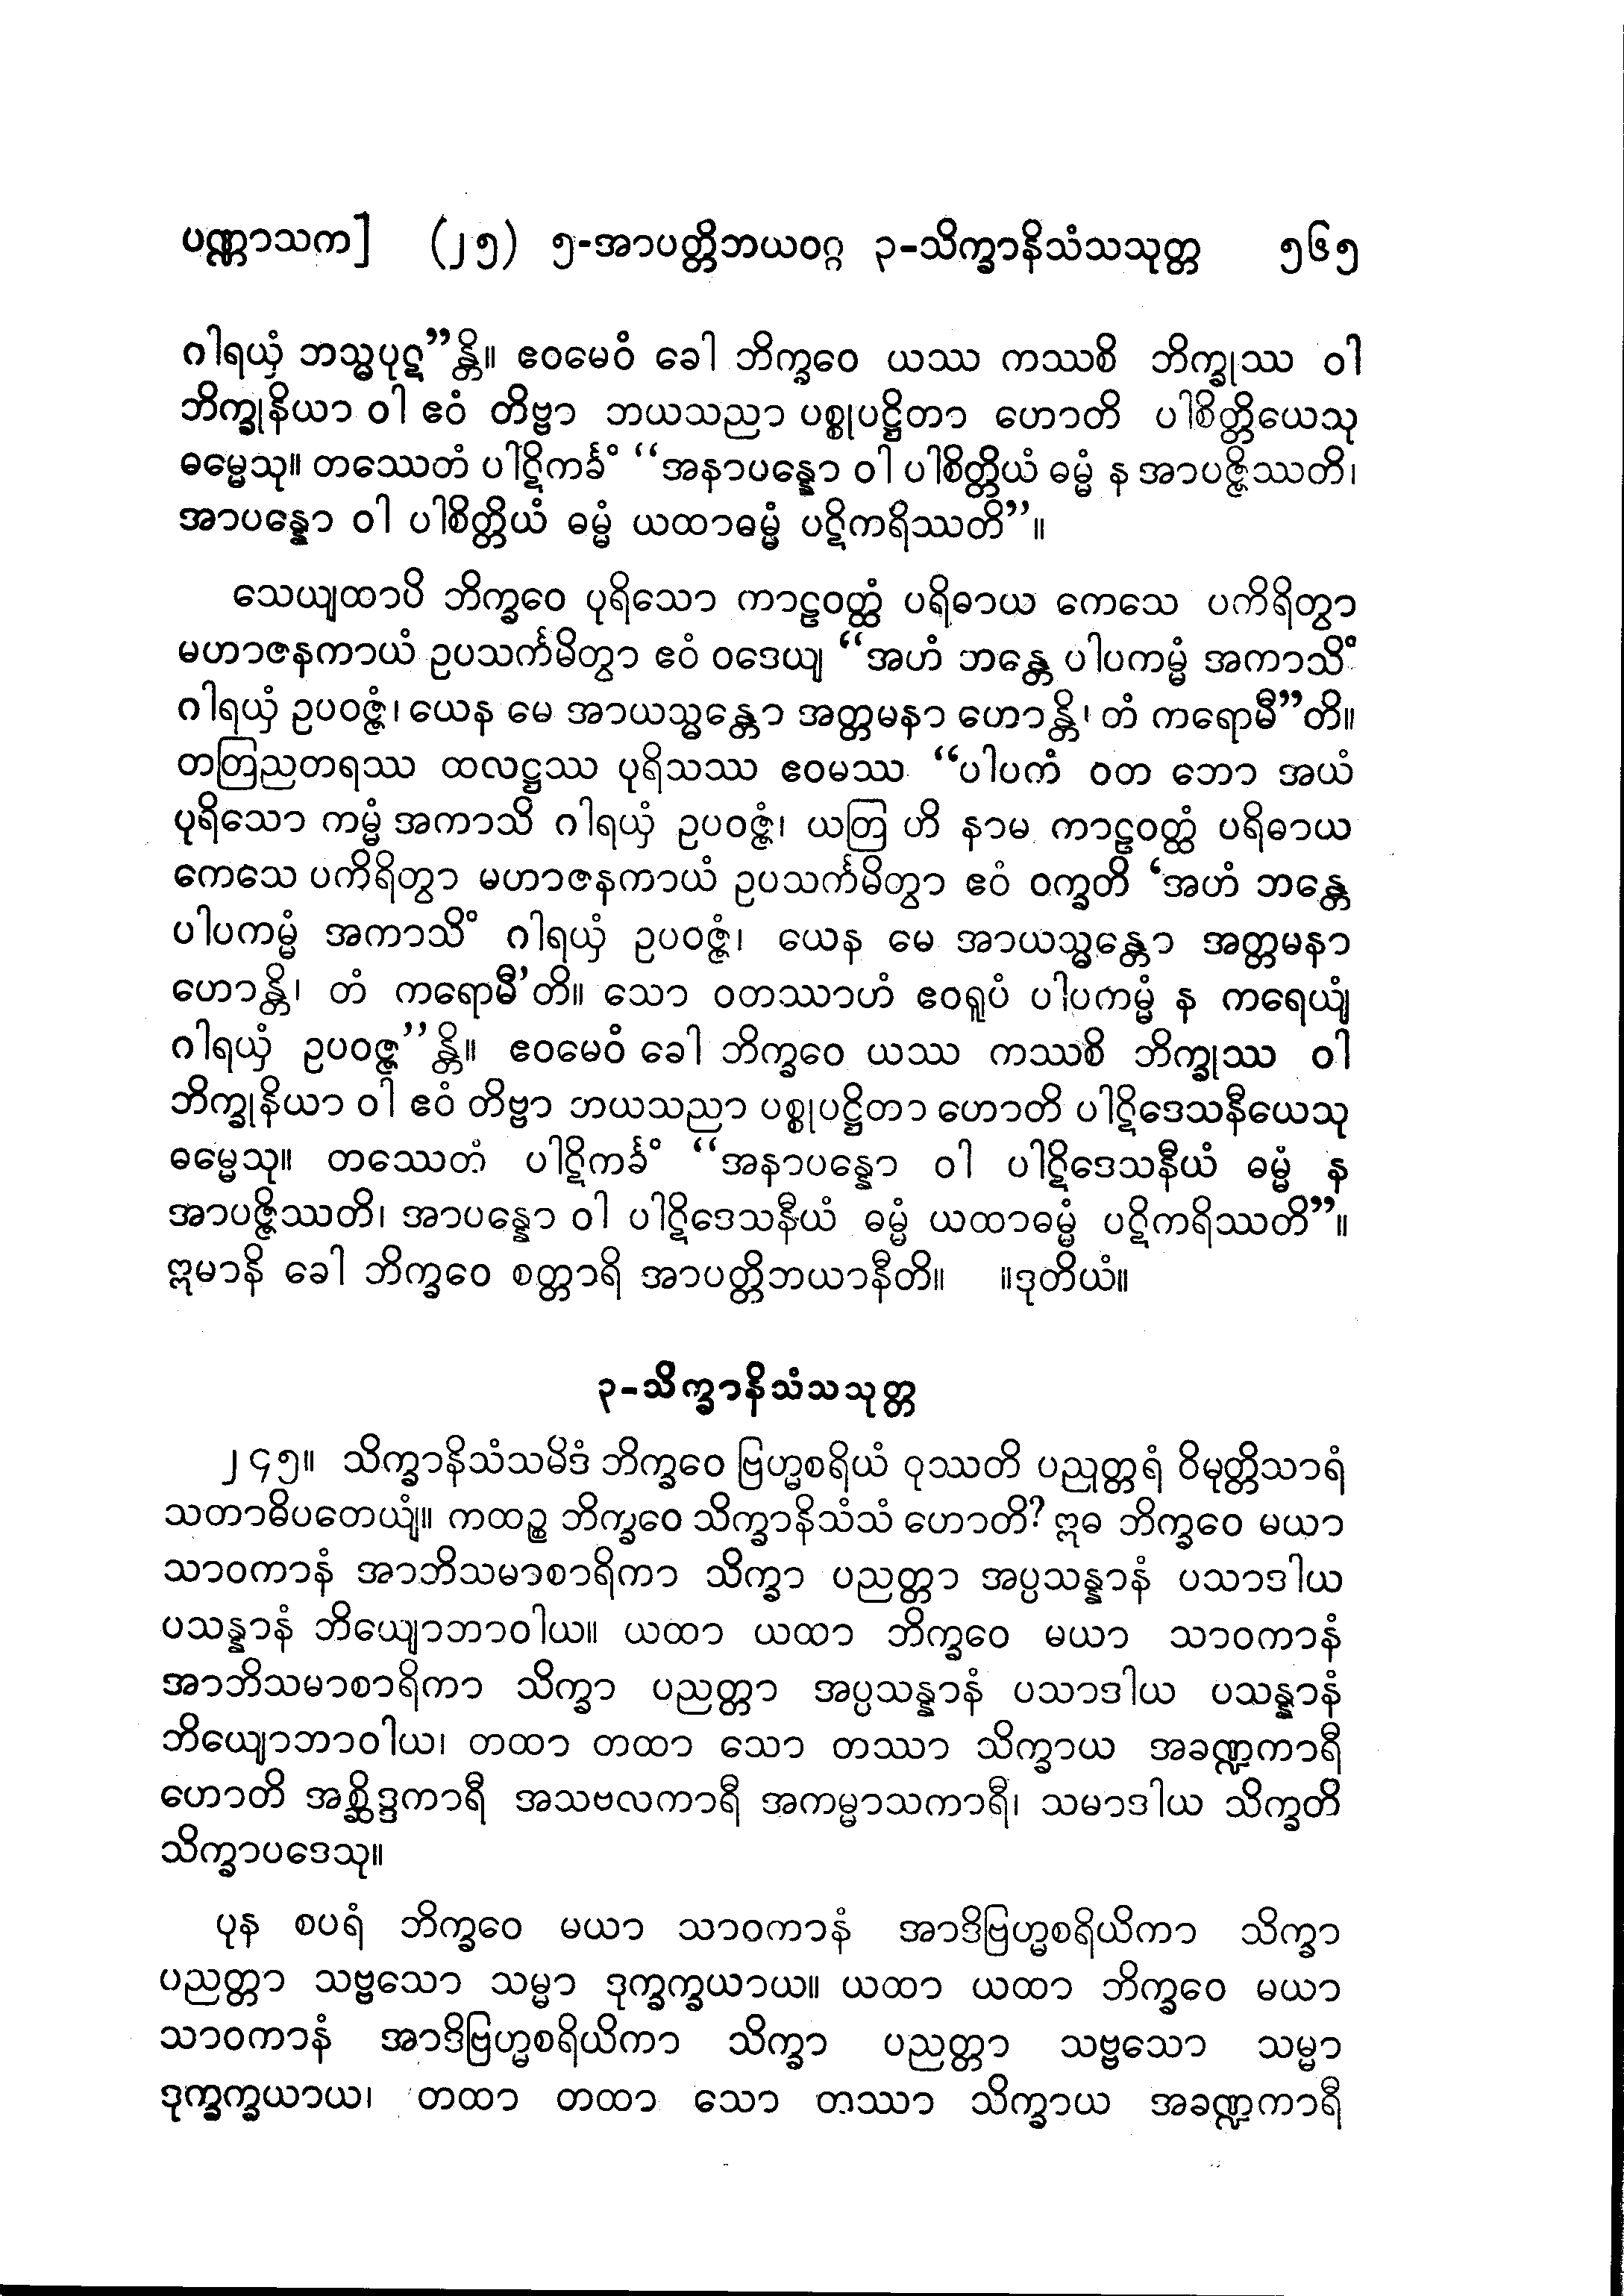 ပဏ္ဏာသက] (၂၅) ၅-အာပတ္တိဘယဝဂ္ဂ ၃-သိက္ခာနိသံသသုတ္တ ၅၆၅
ဂါရယှံ ဘသ္မပုဋ”န္တိ။ ဧဝမေဝံ ခေါ ဘိက္ခဝေ ယဿ ကဿစိ ဘိက္ခုဿ ဝါ
ဘိက္ခုနိယာ ဝါ ဧဝံ တိဗ္ဗာ ဘယသညာ ပစ္စုပဋ္ဌိတာ ဟောတိ ပါစိတ္တိယေသု
ဓမ္မေသု။ တဿေတံ ပါဋိကင်္ခံ “အနာပန္နော ဝါ ပါစိတ္တိယံ ဓမ္မံ န အာပဇ္ဇိဿတိ၊
အာပန္နော ဝါ ပါစိတ္တိယံ ဓမ္မံ ယထာဓမ္မံ ပဋိကရိဿတိ”။
သေယျထာပိ ဘိက္ခဝေ ပုရိသော ကာဠဝတ္ထံ ပရိဓာယ ကေသေ ပကိရိတွာ
မဟာဇနကာယံ ဥပသင်္ကမိတွာ ဧဝံ ဝဒေယျ “အဟံ ဘန္တေ ပါပကမ္မံ အကာသိံ
ဂါရယှံ ဥပဝဇ္ဇံ၊ ယေန မေ အာယသ္မန္တော အတ္တမနာ ဟောန္တိ၊ တံ ကရောမီ”တိ။
တတြညတရဿ ထလဋ္ဌဿ ပုရိသဿ ဧဝမဿ “ပါပကံ ဝတ ဘော အယံ
ပုရိသော ကမ္မံ အကာသိ ဂါရယှံ ဥပဝဇ္ဇံ၊ ယတြ ဟိ နာမ ကာဠဝတ္ထံ ပရိဓာယ
ကေသေ ပကိရိတွာ မဟာဇနကာယံ ဥပသင်္ကမိတွာ ဧဝံ ဝက္ခတိ ‘အဟံ ဘန္တေ
ပါပကမ္မံ အကာသိံ ဂါရယှံ ဥပဝဇ္ဇံ၊ ယေန မေ အာယသ္မန္တော အတ္တမနာ
ဟောန္တိ၊ တံ ကရောမီ’တိ။ သော ဝတဿာဟံ ဧဝရူပံ ပါပကမ္မံ န ကရေယျံ
ဂါရယှံ ဥပဝဇ္ဇ”န္တိ။ ဧဝမေဝံ ခေါ ဘိက္ခဝေ ယဿ ကဿစိ ဘိက္ခုဿ ဝါ
ဘိက္ခုနိယာ ဝါ ဧဝံ တိဗ္ဗာ ဘယသညာ ပစ္စုပဋ္ဌိတာ ဟောတိ ပါဋိဒေသနီယေသု
ဓမ္မေသု။ တဿေတံ ပါဋိကင်္ခံ “အနာပန္နော ဝါ ပါဋိဒေသနီယံ ဓမ္မံ န
အာပဇ္ဇိဿတိ၊ အာပန္နော ဝါ ပါဋိဒေသနီယံ ဓမ္မံ ယထာဓမ္မံ ပဋိကရိဿတိ”။
ဣမာနိ ခေါ ဘိက္ခဝေ စတ္တာရိ အာပတ္တိဘယာနီတိ။ ။ဒုတိယံ။
၃-သိက္ခာနိသံသသုတ္တ
၂၄၅။ သိက္ခာနိသံသမိဒံ ဘိက္ခဝေ ဗြဟ္မစရိယံ ဝုဿတိ ပညုတ္တရံ ဝိမုတ္တိသာရံ
သတာဓိပတေယျံ။ ကထဉ္စ ဘိက္ခဝေ သိက္ခာနိသံသံ ဟောတိ? ဣဓ ဘိက္ခဝေ မယာ
သာဝကာနံ အာဘိသမာစာရိကာ သိက္ခာ ပညတ္တာ အပ္ပသန္နာနံ ပသာဒါယ
ပသန္နာနံ ဘိယျောဘာဝါယ။ ယထာ ယထာ ဘိက္ခဝေ မယာ သာဝကာနံ
အာဘိသမာစာရိကာ သိက္ခာ ပညတ္တာ အပ္ပသန္နာနံ ပသာဒါယ ပသန္နာနံ
ဘိယျောဘာဝါယ၊ တထာ တထာ သော တဿာ သိက္ခာယ အခဏ္ဍကာရီ
ဟောတိ အစ္ဆိဒ္ဒကာရီ အသဗလကာရီ အကမ္မာသကာရီ၊ သမာဒါယ သိက္ခတိ
သိက္ခာပဒေသု။
ပုန စပရံ ဘိက္ခဝေ မယာ သာဝကာနံ အာဒိဗြဟ္မစရိယိကာ သိက္ခာ
ပညတ္တာ သဗ္ဗသော သမ္မာ ဒုက္ခက္ခယာယ။ ယထာ ယထာ ဘိက္ခဝေ မယာ
သာဝကာနံ အာဒိဗြဟ္မစရိယိကာ သိက္ခာ ပညတ္တာ သဗ္ဗသော သမ္မာ
ဒုက္ခက္ခယာယ၊ တထာ တထာ သော တဿာ သိက္ခာယ အခဏ္ဍကာရီ